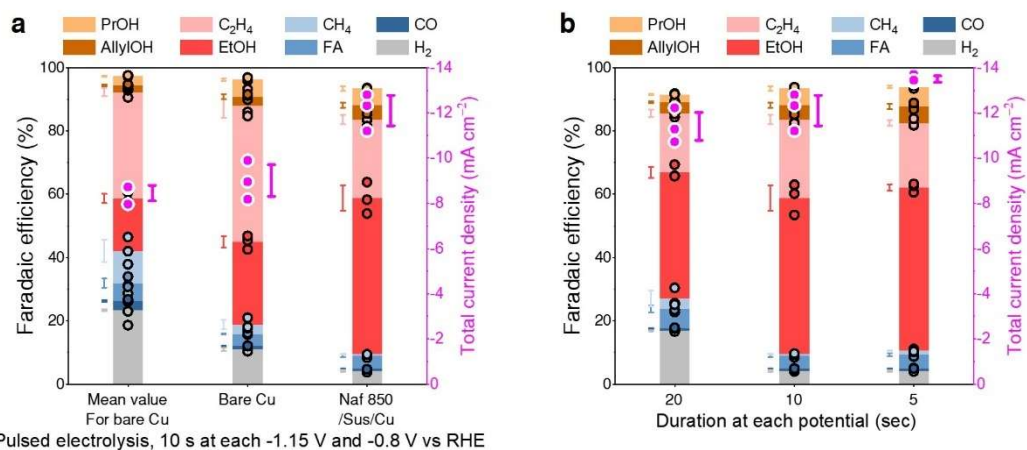 a
PrOH C₂H₄ CH₄ CO
AllylOH EtOH FA H₂
Faradaic efficiency (%)
100
80
60
40
20
0
-14
-12
-10
-8
-6
-4
-2
0
Total current density (mA cm⁻²)
Mean value
For bare Cu
Bare Cu
Naf 850
/Sus/Cu
Pulsed electrolysis, 10 s at each -1.15 V and -0.8 V vs RHE
b
PrOH C₂H₄ CH₄ CO
AllylOH EtOH FA H₂
Faradaic efficiency (%)
100
80
60
40
20
0
-14
-12
-10
-8
-6
-4
-2
0
Total current density (mA cm⁻²)
20 10 5
Duration at each potential (sec)